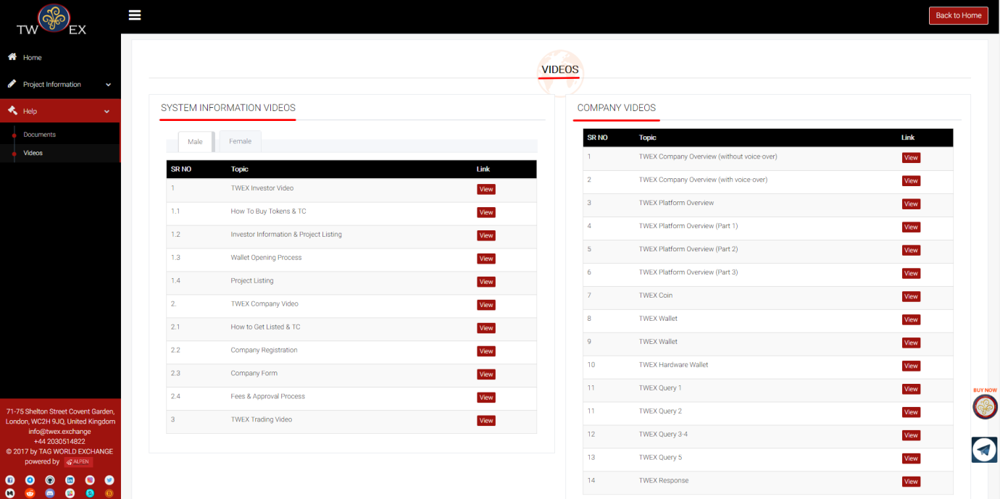 TW EX
Back to Home
Home
Project Information
Help
Documents
Videos
VIDEOS
SYSTEM INFORMATION VIDEOS
Male Female
SR NO Topic Link
1 TWEX Investor Video View
1.1 How To Buy Tokens & TC View
1.2 Investor Information & Project Listing View
1.3 Wallet Opening Process View
1.4 Project Listing View
2. TWEX Company Video View
2.1 How to Get Listed & TC View
2.2 Company Registration View
2.3 Company Form View
2.4 Fees & Approval Process View
3 TWEX Trading Video View
COMPANY VIDEOS
SR NO Topic Link
1 TWEX Company Overview (without voice-over) View
2 TWEX Company Overview (with voice-over) View
3 TWEX Platform Overview View
4 TWEX Platform Overview (Part 1) View
5 TWEX Platform Overview (Part 2) View
6 TWEX Platform Overview (Part 3) View
7 TWEX Coin View
8 TWEX Wallet View
9 TWEX Wallet View
10 TWEX Hardware Wallet View
11 TWEX Query 1 View
11 TWEX Query 2 View
12 TWEX Query 3-4 View
13 TWEX Query 5 View
14 TWEX Response View
BUY NOW
71-75 Shelton Street Covent Garden,
London, WC2H 9JQ, United Kingdom
info@twex.exchange
+44 2030514822
© 2017 by TAG WORLD EXCHANGE
powered by ALPEN